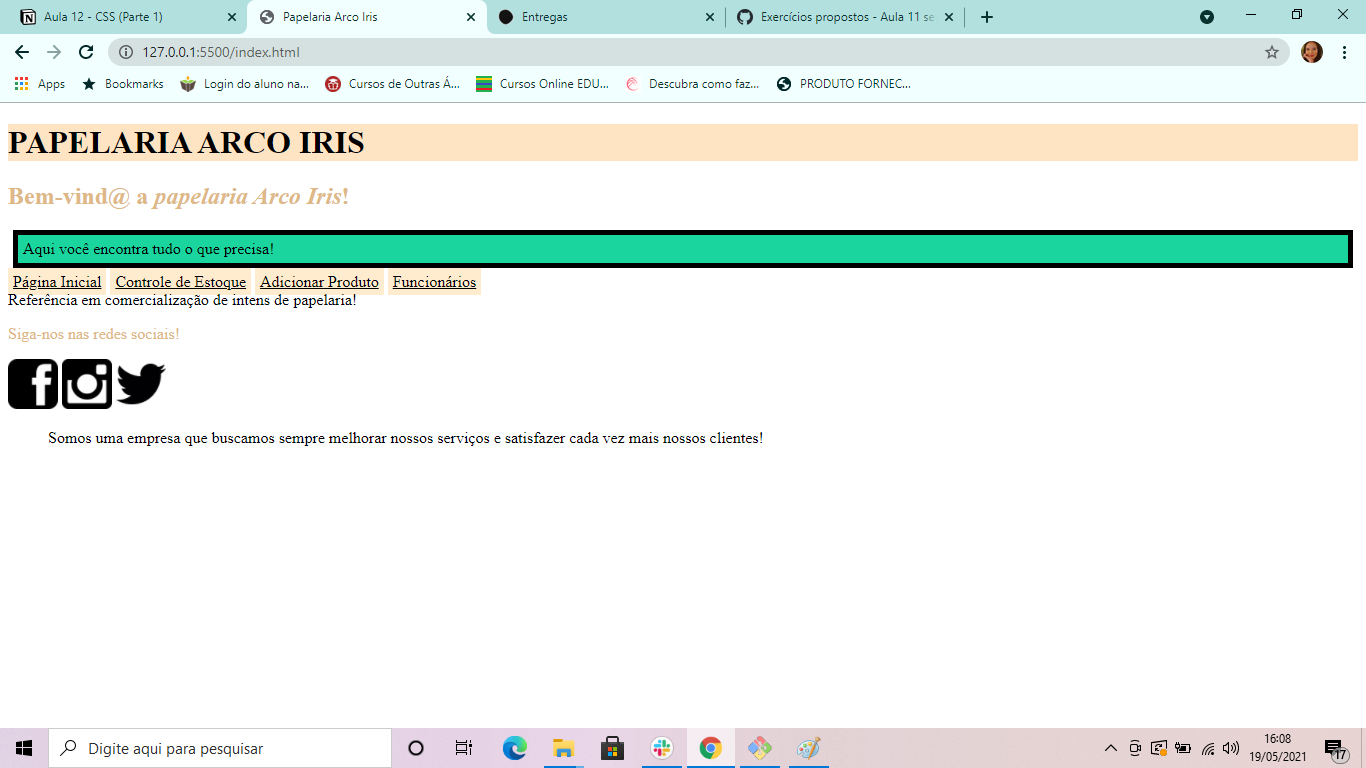 Aula 12 - CSS (Parte 1)
Papelaria Arco Iris
Entregas
Exercícios propostos - Aula 11 se
127.0.0.1:5500/index.html
Apps
Bookmarks
Login do aluno na...
Cursos de Outras Á...
Cursos Online EDU...
Descubra como faz...
PRODUTO FORNEC...
PAPELARIA ARCO IRIS
Bem-vind@ a papelaria Arco Iris!
Aqui você encontra tudo o que precisa!
Página Inicial Controle de Estoque Adicionar Produto Funcionários
Referência em comercialização de intens de papelaria!
Siga-nos nas redes sociais!
Somos uma empresa que buscamos sempre melhorar nossos serviços e satisfazer cada vez mais nossos clientes!
Digite aqui para pesquisar
16:08
19/05/2021
17